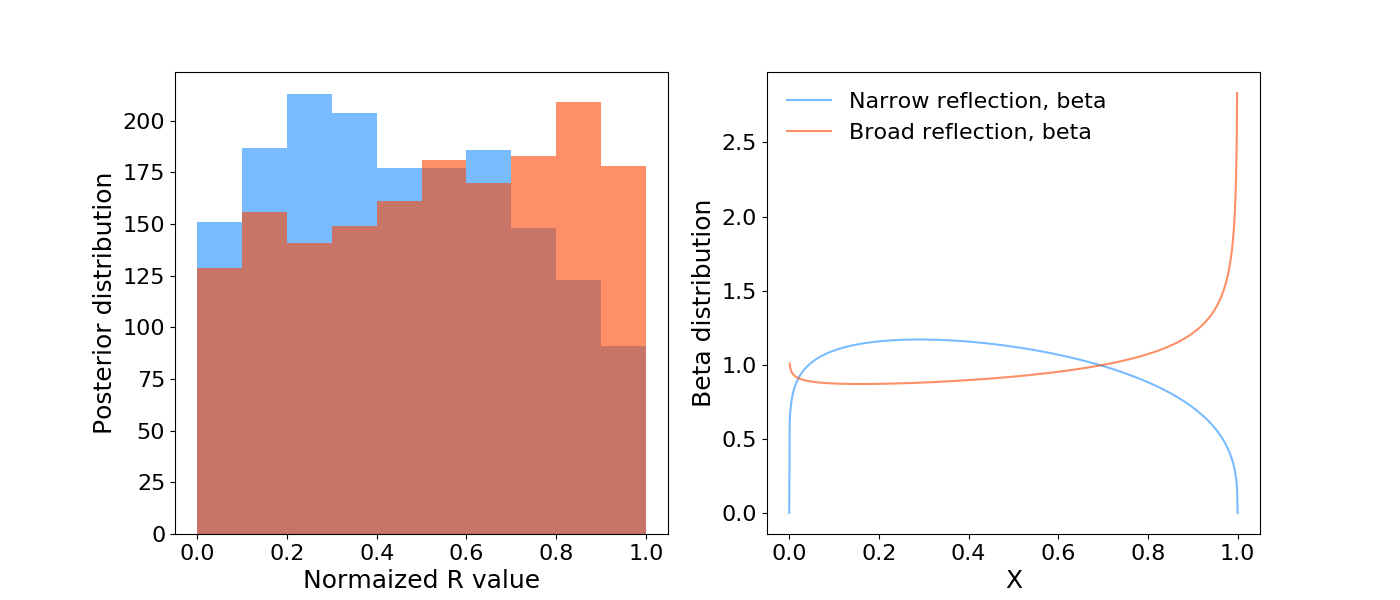 Posterior distribution
200
175
150
125
100
75
50
25
0
0.0 0.2 0.4 0.6 0.8 1.0
Normaized R value
Beta distribution
2.5
2.0
1.5
1.0
0.5
0.0
Narrow reflection, beta
Broad reflection, beta
0.0 0.2 0.4 0.6 0.8 1.0
X